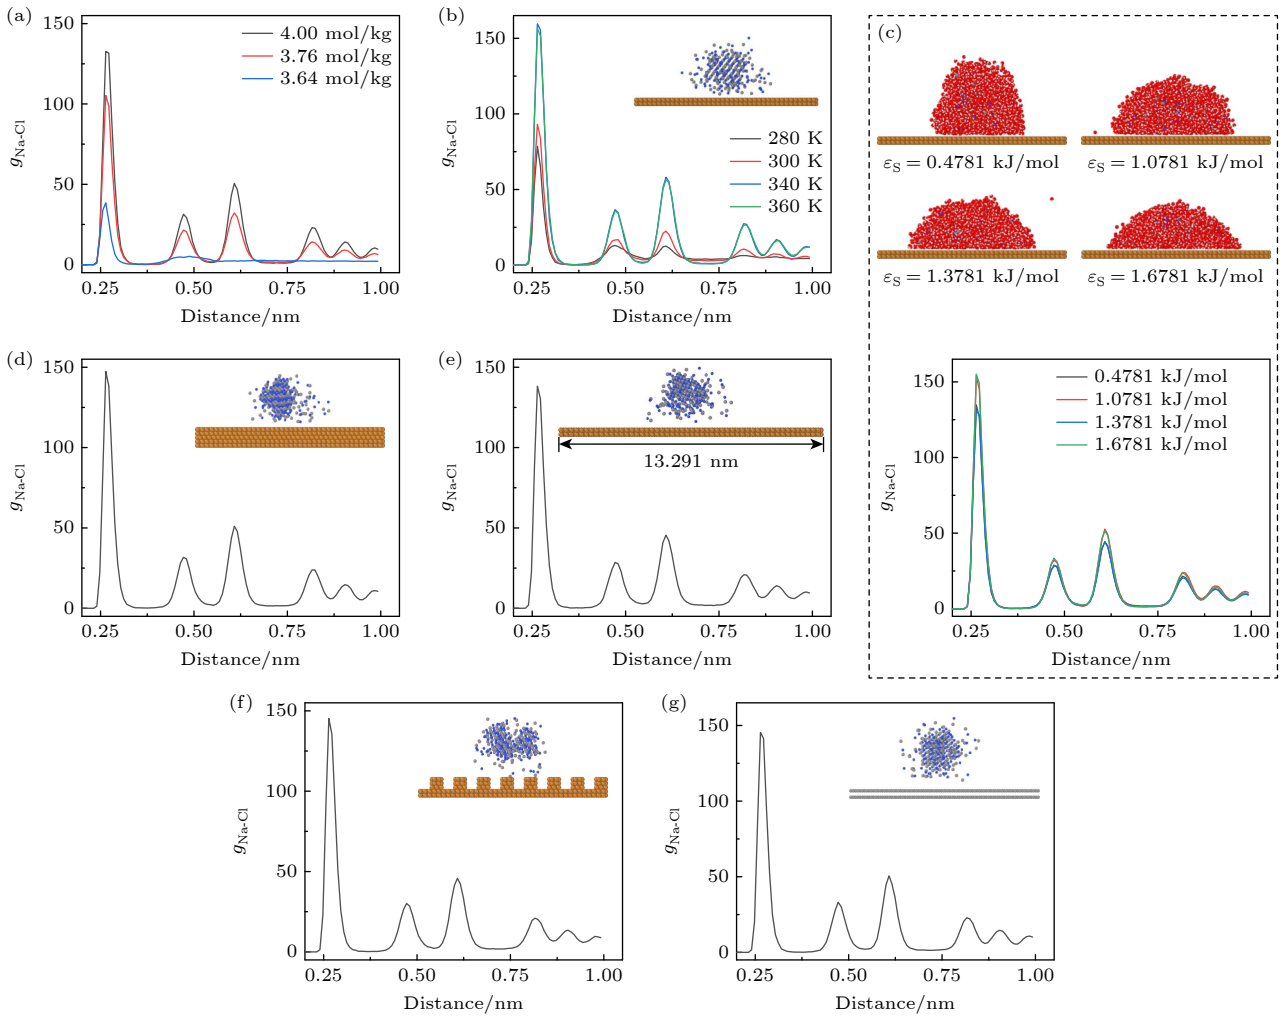 (a)
150
100
50
0
g_Na-Cl
4.00 mol/kg
3.76 mol/kg
3.64 mol/kg
0.25 0.50 0.75 1.00
Distance/nm
(b)
150
100
50
0
g_Na-Cl
280 K
300 K
340 K
360 K
0.25 0.50 0.75 1.00
Distance/nm
(c)
ε_S = 0.4781 kJ/mol
ε_S = 1.0781 kJ/mol
ε_S = 1.3781 kJ/mol
ε_S = 1.6781 kJ/mol
150
100
50
0
g_Na-Cl
0.4781 kJ/mol
1.0781 kJ/mol
1.3781 kJ/mol
1.6781 kJ/mol
0.25 0.50 0.75 1.00
Distance/nm
(d)
150
100
50
0
g_Na-Cl
0.25 0.50 0.75 1.00
Distance/nm
(e)
150
100
50
0
g_Na-Cl
13.291 nm
0.25 0.50 0.75 1.00
Distance/nm
(f)
150
100
50
0
g_Na-Cl
0.25 0.50 0.75 1.00
Distance/nm
(g)
150
100
50
0
g_Na-Cl
0.25 0.50 0.75 1.00
Distance/nm